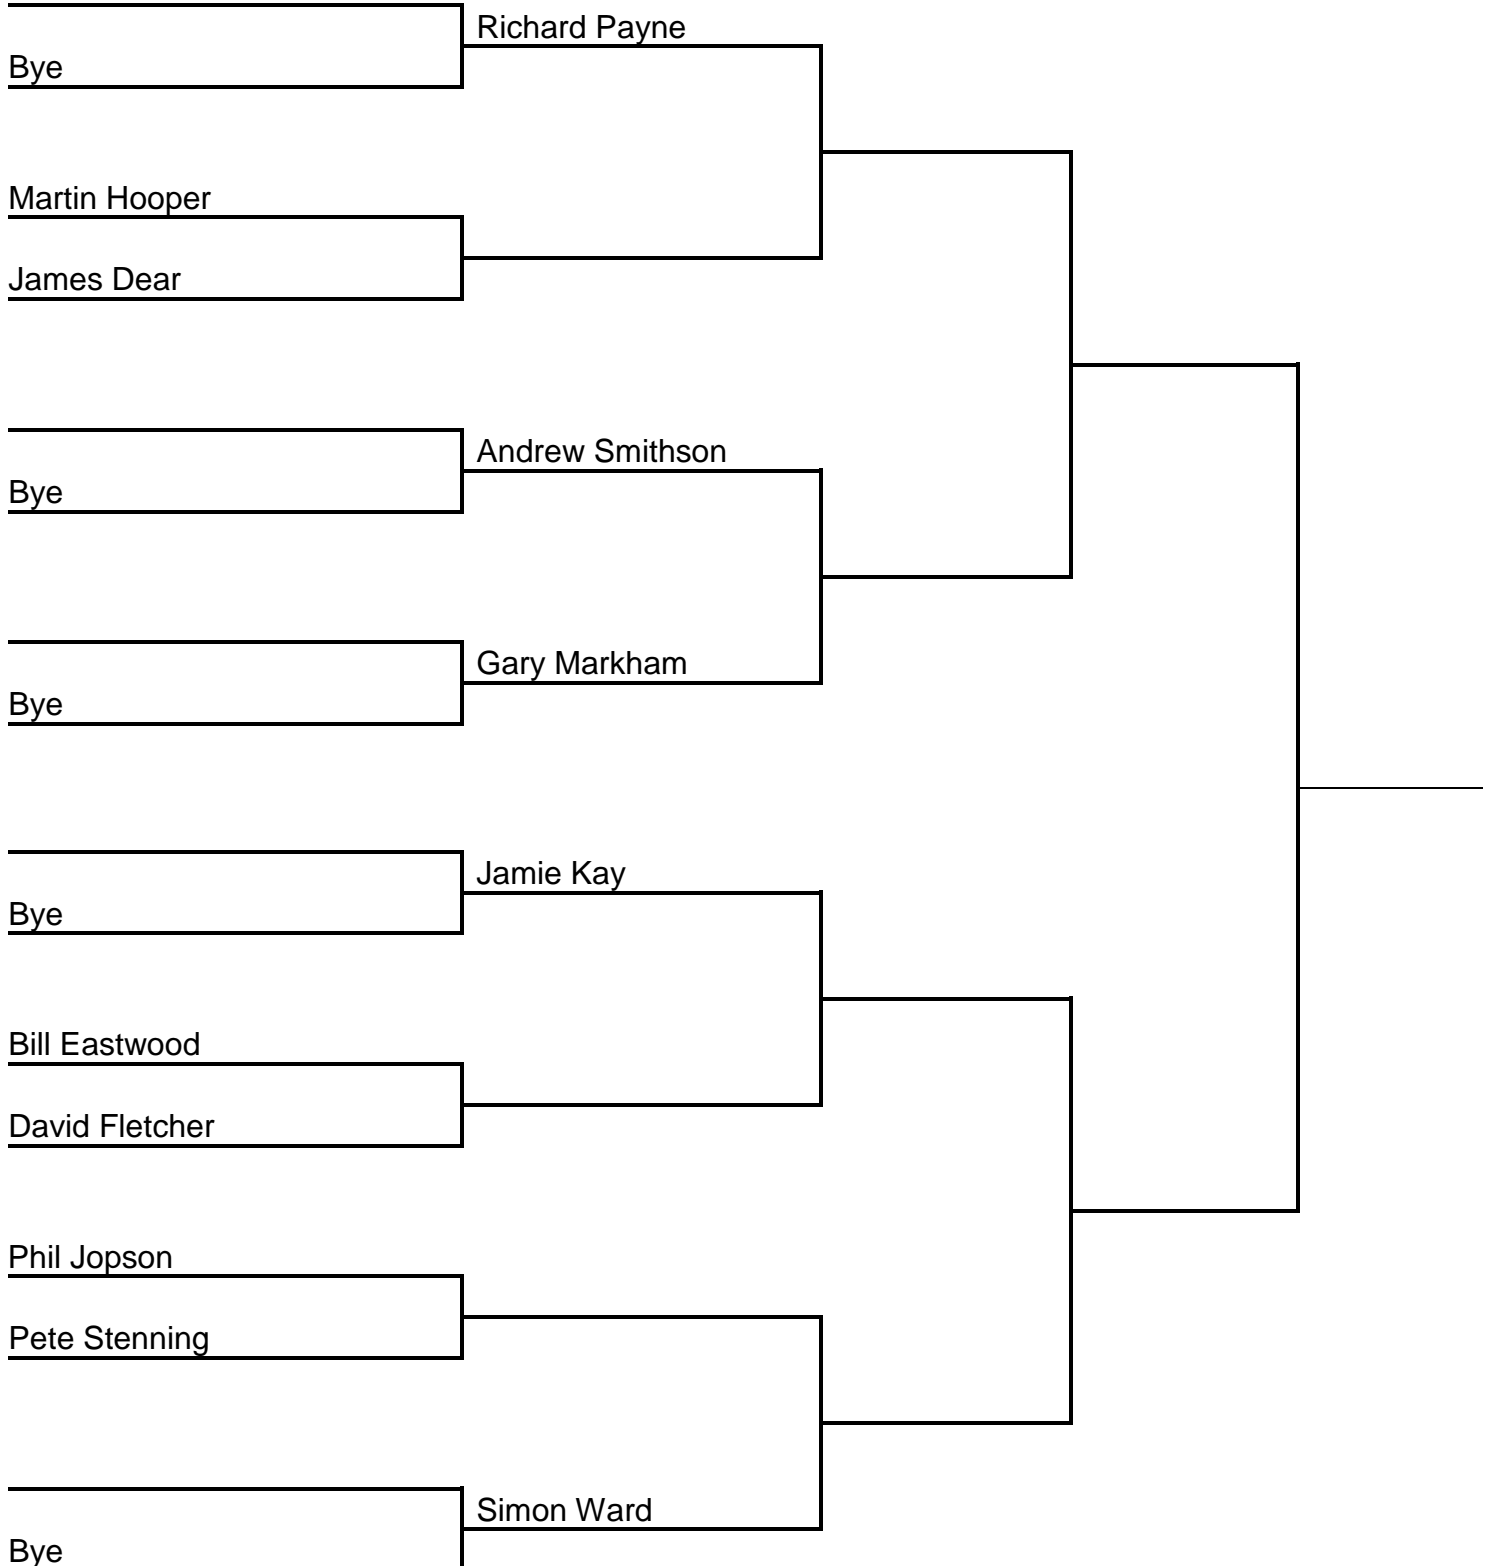 Richard Payne
Bye
Martin Hooper
James Dear
Andrew Smithson
Bye
Gary Markham
Bye
Jamie Kay
Bye
Bill Eastwood
David Fletcher
Phil Jopson
Pete Stenning
Simon Ward
Bye